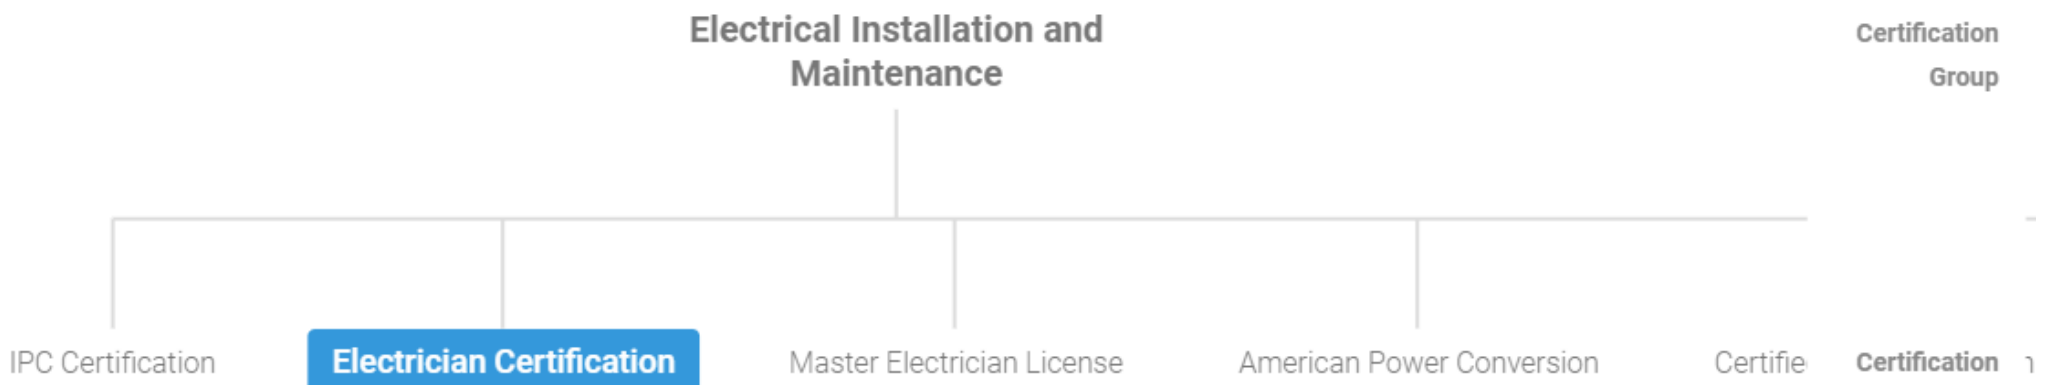 Electrical Installation and
Maintenance
Certification
Group
IPC Certification
Electrician Certification
Master Electrician License
American Power Conversion
Certification